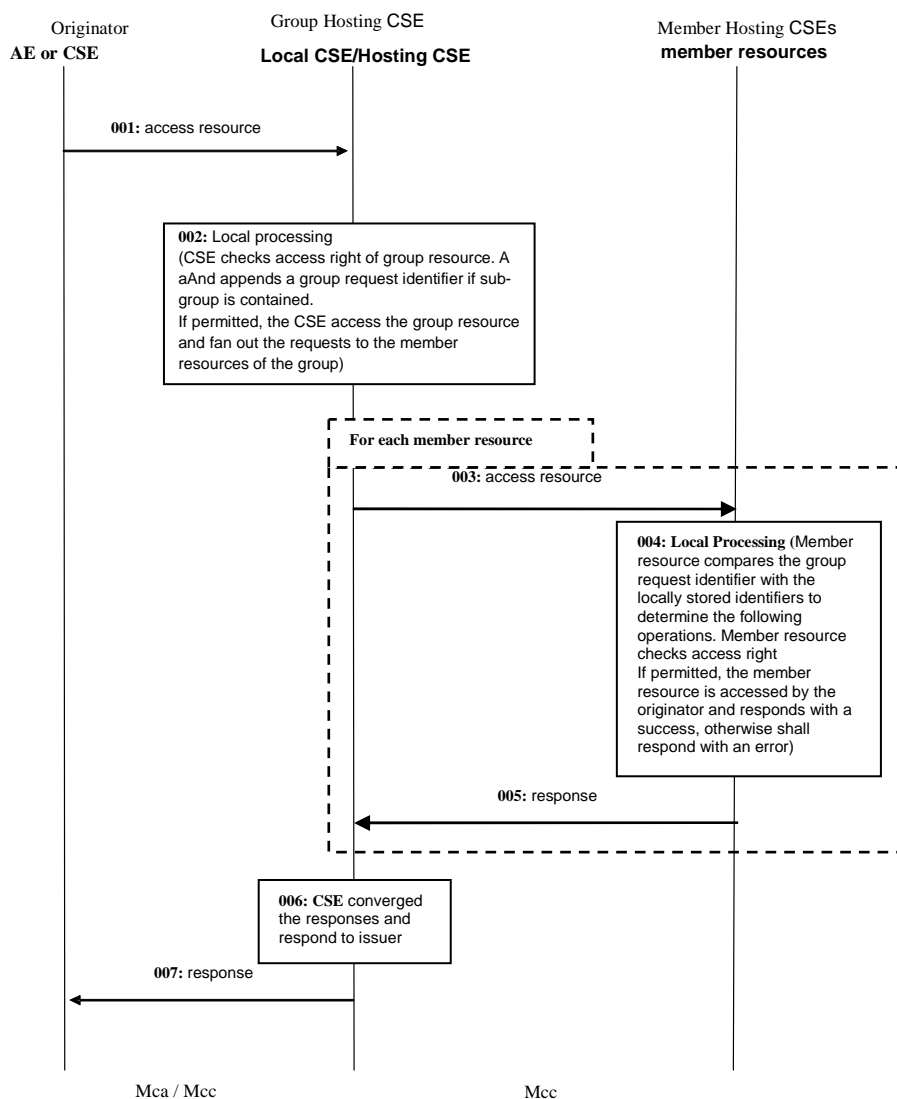 Originator
AE or CSE
Group Hosting CSE
Local CSE/Hosting CSE
Member Hosting CSEs
member resources
001: access resource
002: Local processing
(CSE checks access right of group resource. A
aAnd appends a group request identifier if sub-
group is contained.
If permitted, the CSE access the group resource
and fan out the requests to the member
resources of the group)
For each member resource
003: access resource
004: Local Processing (Member
resource compares the group
request identifier with the
locally stored identifiers to
determine the following
operations. Member resource
checks access right
If permitted, the member
resource is accessed by the
originator and responds with a
success, otherwise shall
respond with an error)
005: response
006: CSE converged
the responses and
respond to issuer
007: response
Mca / Mcc
Mcc